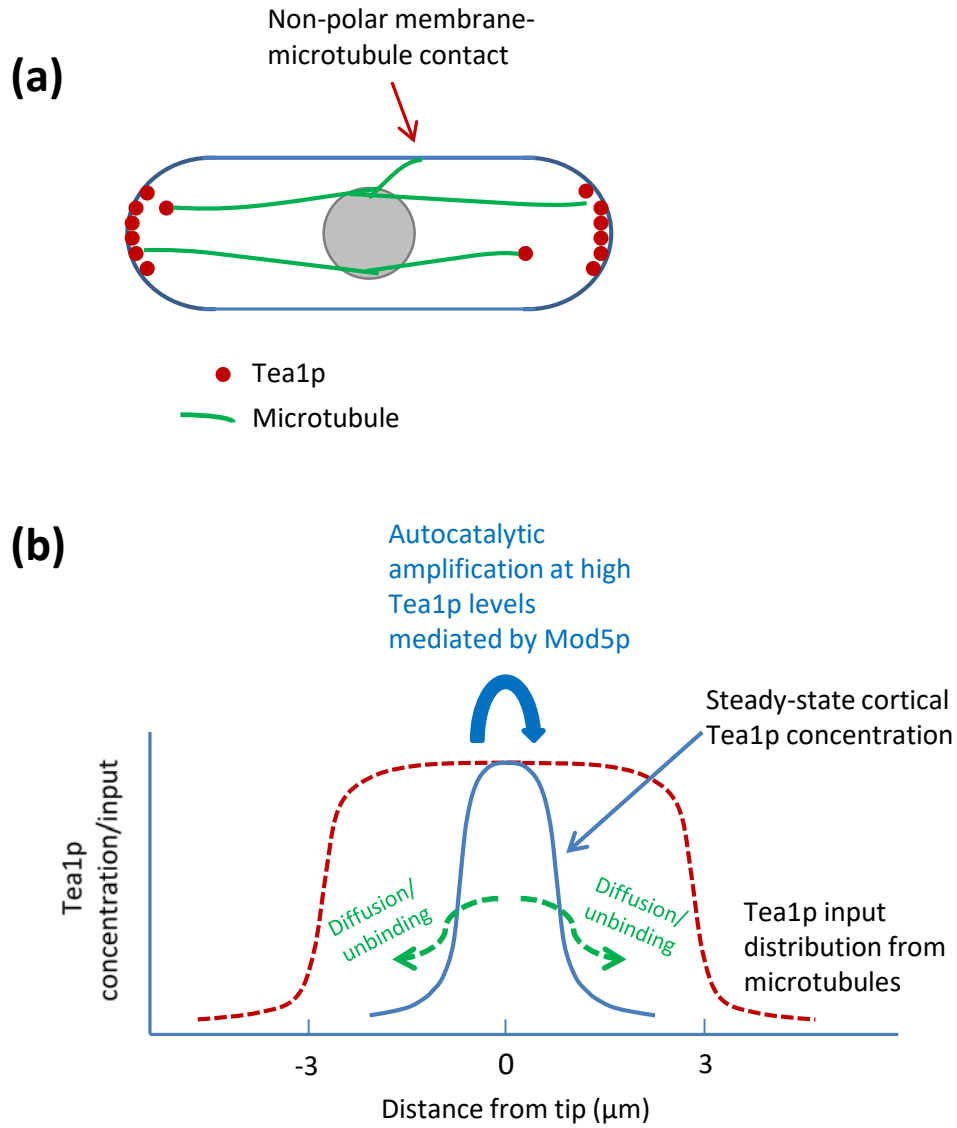 (a)
Non-polar membrane-
microtubule contact
Tea1p
Microtubule
(b)
Autocatalytic
amplification at high
Tea1p levels
mediated by Mod5p
Steady-state cortical
Tea1p concentration
Tea1p
concentration/input
Diffusion/
unbinding
Diffusion/
unbinding
Tea1p input
distribution from
microtubules
-3
0
3
Distance from tip (µm)